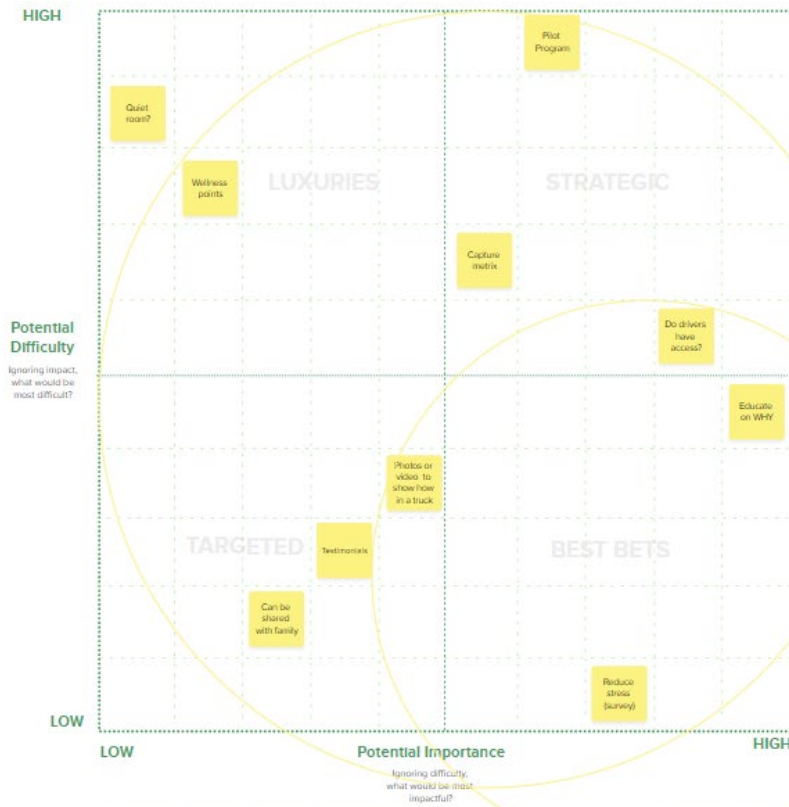 HIGH
Pilot
Program
Quiet
room?
Wellness
points
LUXURIES
STRATEGIC
Capture
metrix
Potential
Difficulty
Ignoring impact,
what would be
most difficult?
Do drivers
have
access?
Educate
on WHY
Photos or
video to
show how
in a truck
TARGETED
Testimonials
BEST BETS
Can be
shared
with family
Reduce
stress
(survey)
LOW
LOW
Potential Importance
HIGH
Ignoring difficulty,
what would be most
impactful?